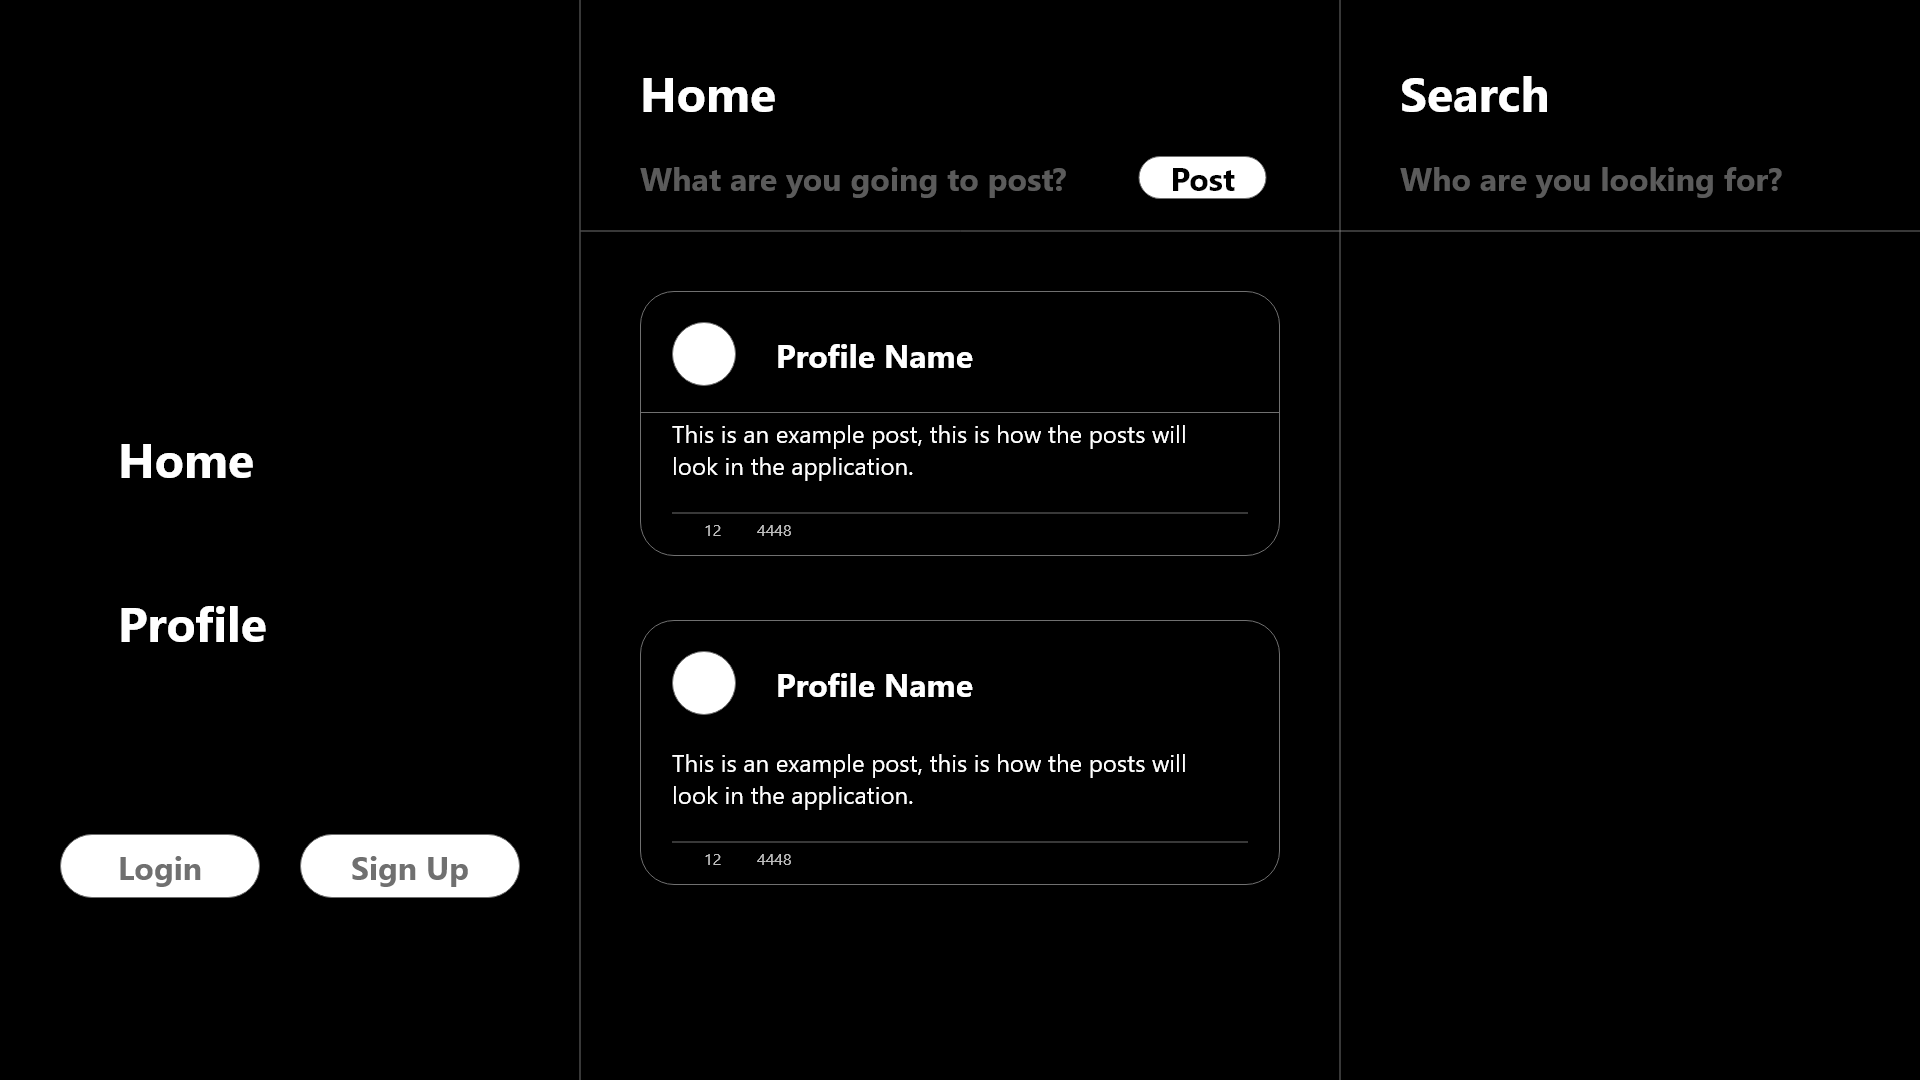 Home
Profile
Login
Sign Up
Home
What are you going to post?
Post
Profile Name
This is an example post, this is how the posts will
look in the application.
12 4448
Profile Name
This is an example post, this is how the posts will
look in the application.
12 4448
Search
Who are you looking for?